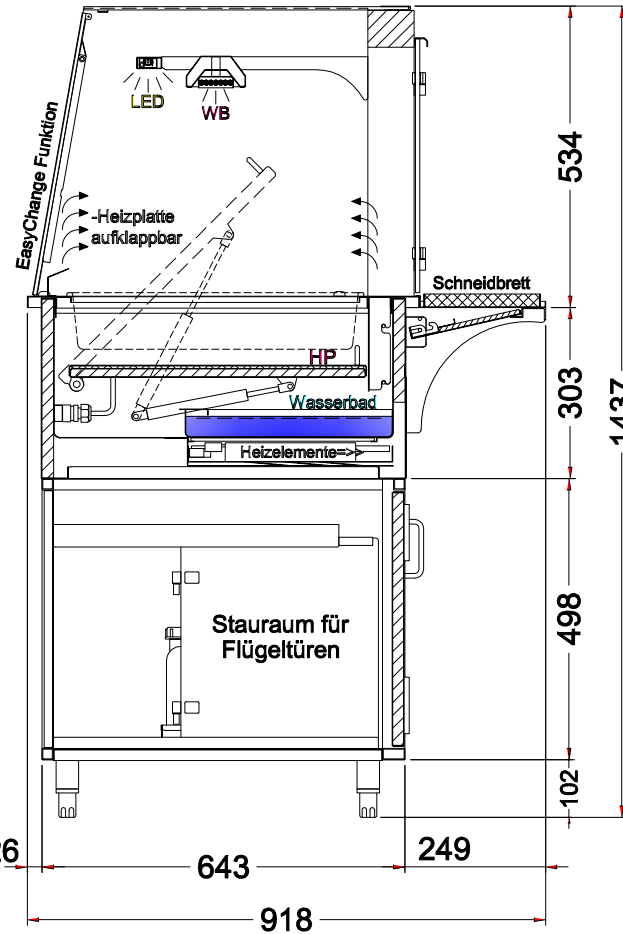 LED
WB
EasyChange Funktion
-Heizplatte
aufklappbar
534
Schneidbrett
HP
Wasserbad
303
1437
Heizelemente=>>
Stauraum für
Flügeltüren
498
102
26
643
249
918